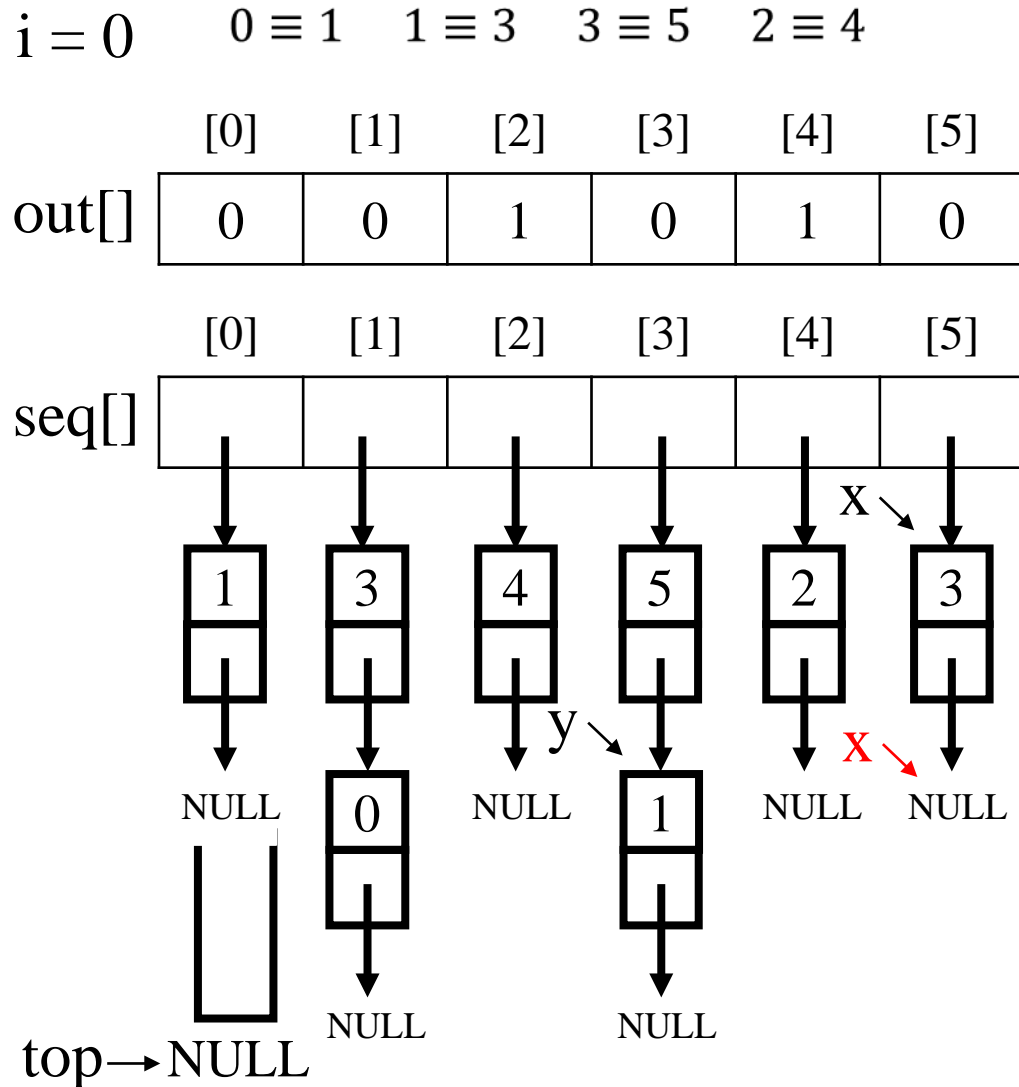 i = 0 0 ≡ 1 1 ≡ 3 3 ≡ 5 2 ≡ 4
[0] [1] [2] [3] [4] [5]
out[] 0 0 1 0 1 0
[0] [1] [2] [3] [4] [5]
seq[]
x
1 3 4 5 2 3
y x
NULL 0 NULL 1 NULL NULL
NULL NULL
top→NULL